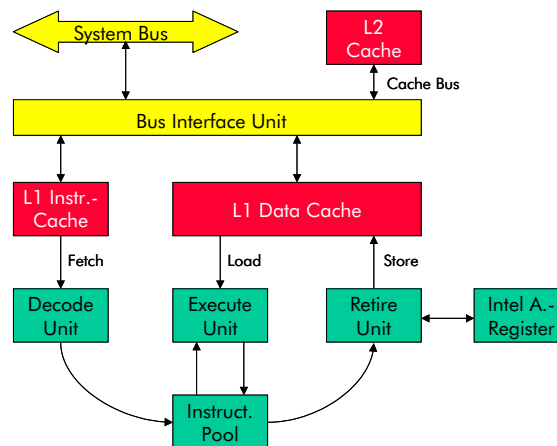 System Bus
L2
Cache
Cache Bus
Bus Interface Unit
L1 Instr.-
Cache
L1 Data Cache
Fetch
Load
Store
Decode
Unit
Execute
Unit
Retire
Unit
Intel A.-
Register
Instruct.
Pool